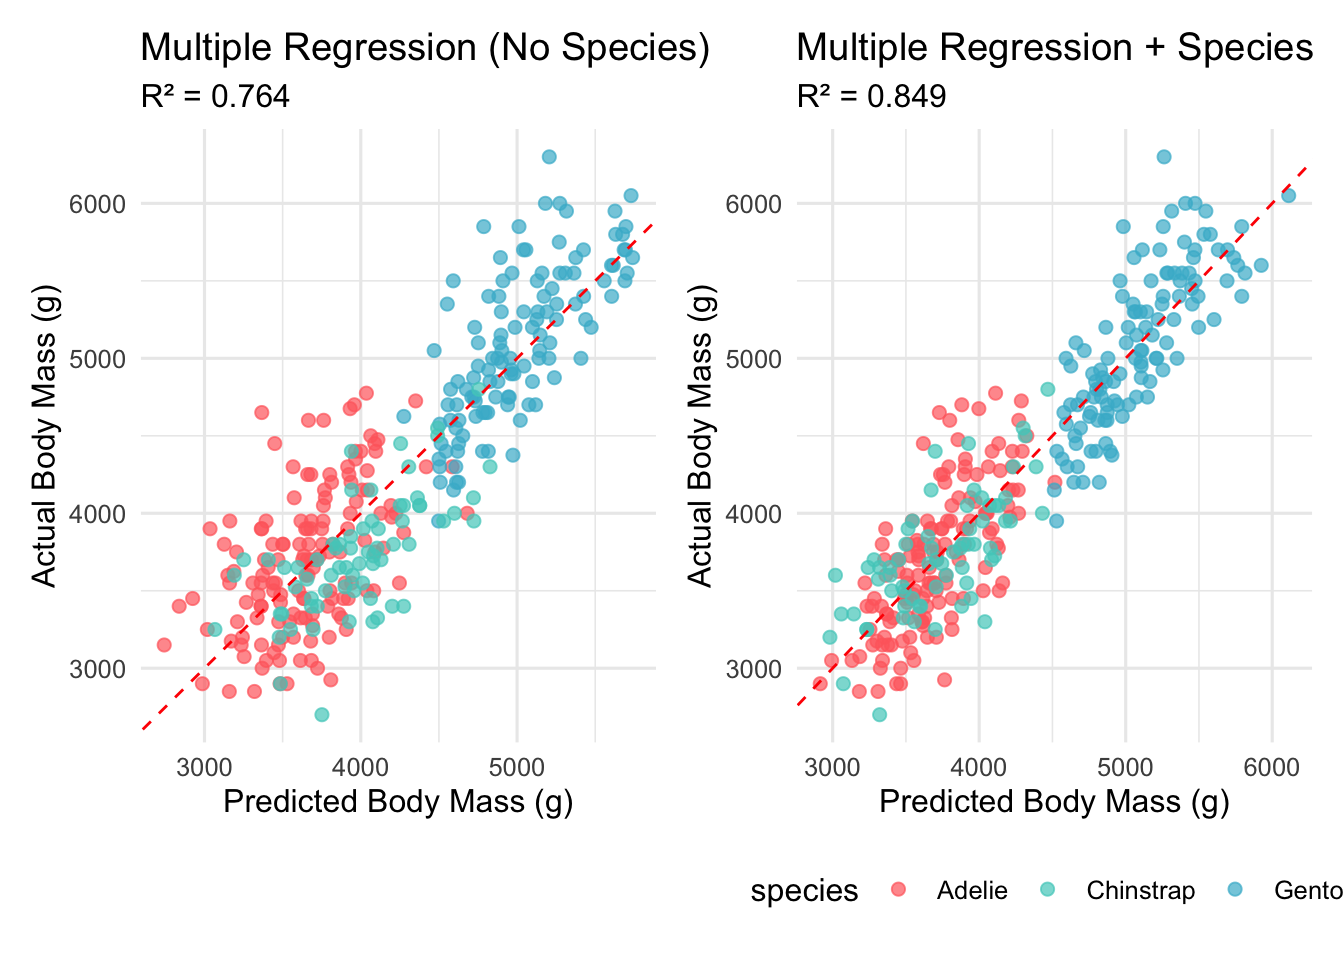 Multiple Regression (No Species)
R² = 0.764
6000
5000
4000
3000
Actual Body Mass (g)
3000 4000 5000
Predicted Body Mass (g)
Multiple Regression + Species
R² = 0.849
6000
5000
4000
3000
Actual Body Mass (g)
3000 4000 5000 6000
Predicted Body Mass (g)
species Adelie Chinstrap Gento